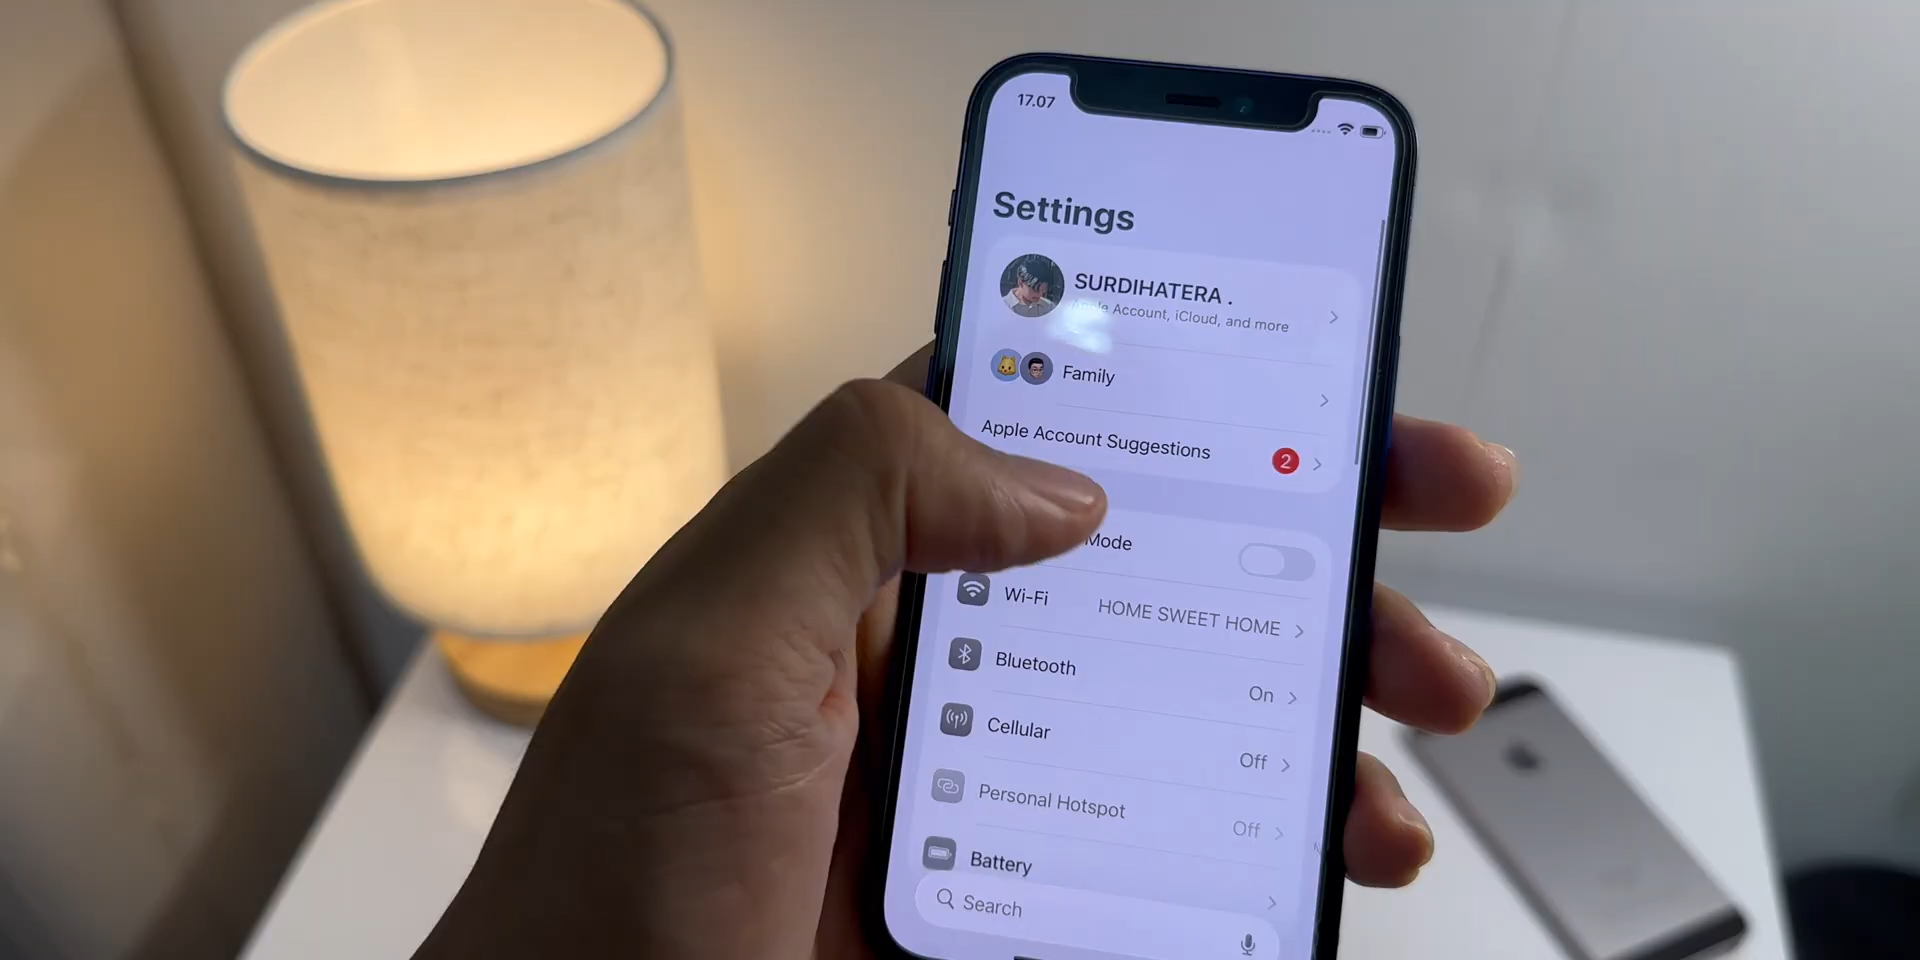 17.07
Settings
SURDIHATERA .
Account, iCloud, and more
Family
Apple Account Suggestions
2
Mode
Wi-Fi HOME SWEET HOME
Bluetooth On
Cellular Off
Personal Hotspot Off
Battery
Search